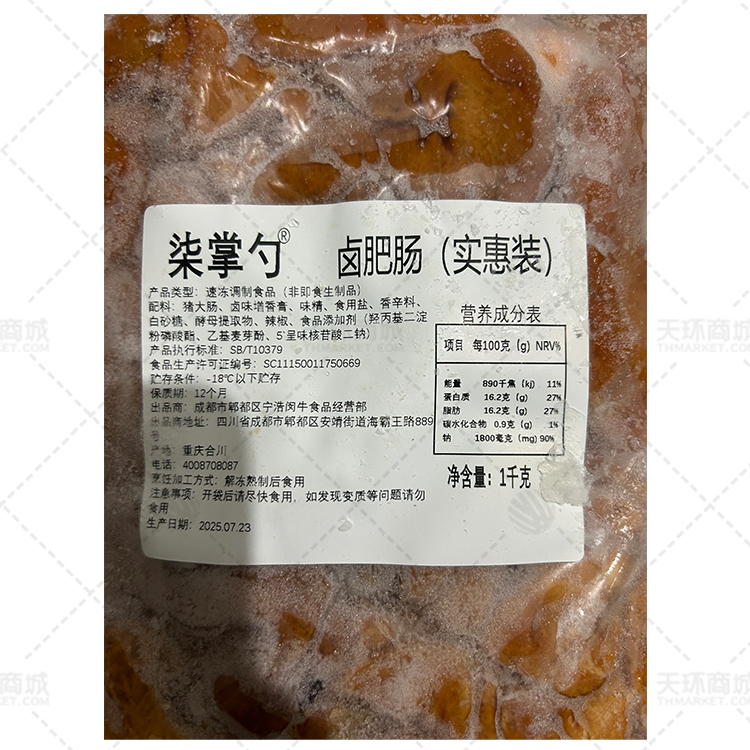 柒掌勺® 卤肥肠（实惠装）
产品类型：速冻调制食品（非即食生制品）
配料：猪大肠、卤味增香膏、味精、食用盐、香辛料、
白砂糖、酵母提取物、辣椒、食品添加剂（羟丙基二淀
粉磷酸酯、乙基麦芽酚、5'呈味核苷酸二钠）
产品执行标准：SB/T10379
食品生产许可证编号：SC11150011750669
贮存条件：-18℃以下贮存
保质期：12个月
出品商：成都市郫都区宁浩闵牛食品经营部
出品商地址：四川省成都市郫都区安靖街道海霸王路889
号
产地：重庆合川
电话：4008708087
烹饪加工方式：解冻熟制后食用
注意事项：开袋后请尽快食用，如发现变质等问题请勿
食用
生产日期：2025.07.23
营养成分表
项目 每100克（g）NRV%
能量 890千焦（kj）11%
蛋白质 16.2克（g）27%
脂肪 16.2克（g）27%
碳水化合物 0.9克（g）1%
钠 1800毫克（mg）90%
净含量：1千克
天环商城
THMARKET.COM